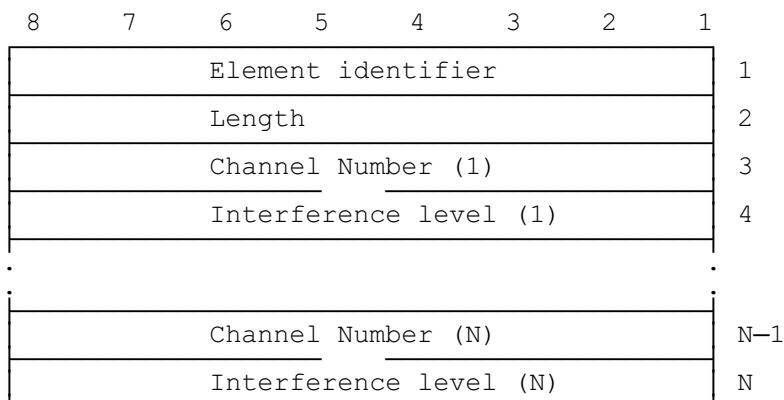 8 7 6 5 4 3 2 1
Element identifier 1
Length 2
Channel Number (1) 3
Interference level (1) 4
Channel Number (N) N—1
Interference level (N) N